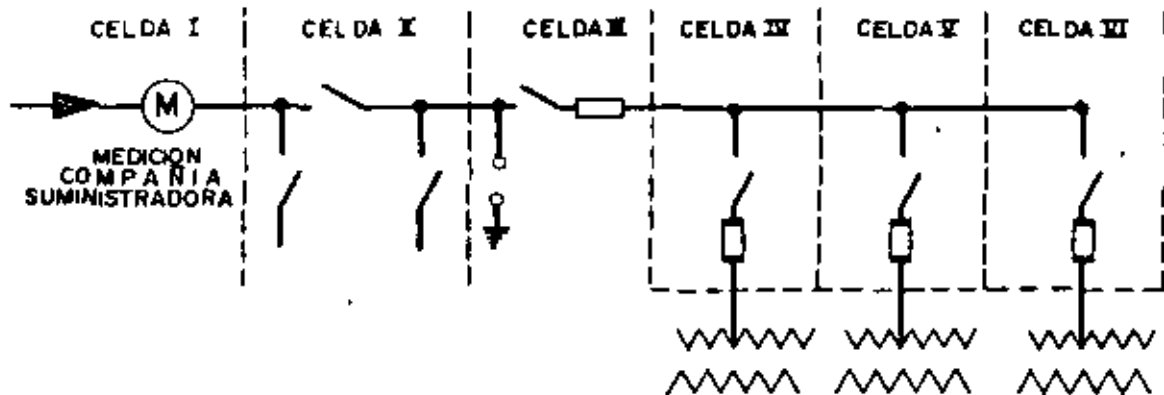 CELDA I
CELDA II
CELDA III
CELDA IV
CELDA V
CELDA VI
M
MEDICION
COMPAÑIA
SUMINISTRADORA